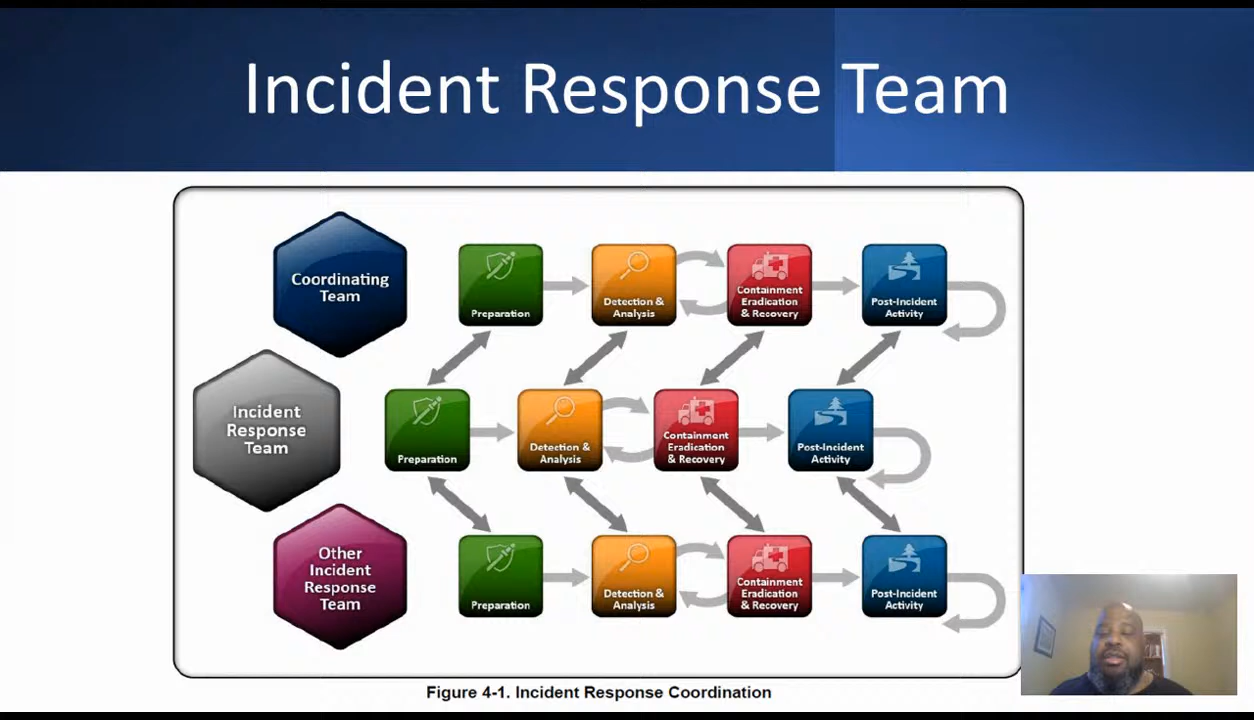 Incident Response Team
Coordinating
Team
Preparation
Detection &
Analysis
Containment
Eradication
& Recovery
Post-Incident
Activity
Incident
Response
Team
Preparation
Detection &
Analysis
Containment
Eradication
& Recovery
Post-Incident
Activity
Other
Incident
Response
Team
Preparation
Detection &
Analysis
Containment
Eradication
& Recovery
Post-Incident
Activity
Figure 4-1. Incident Response Coordination